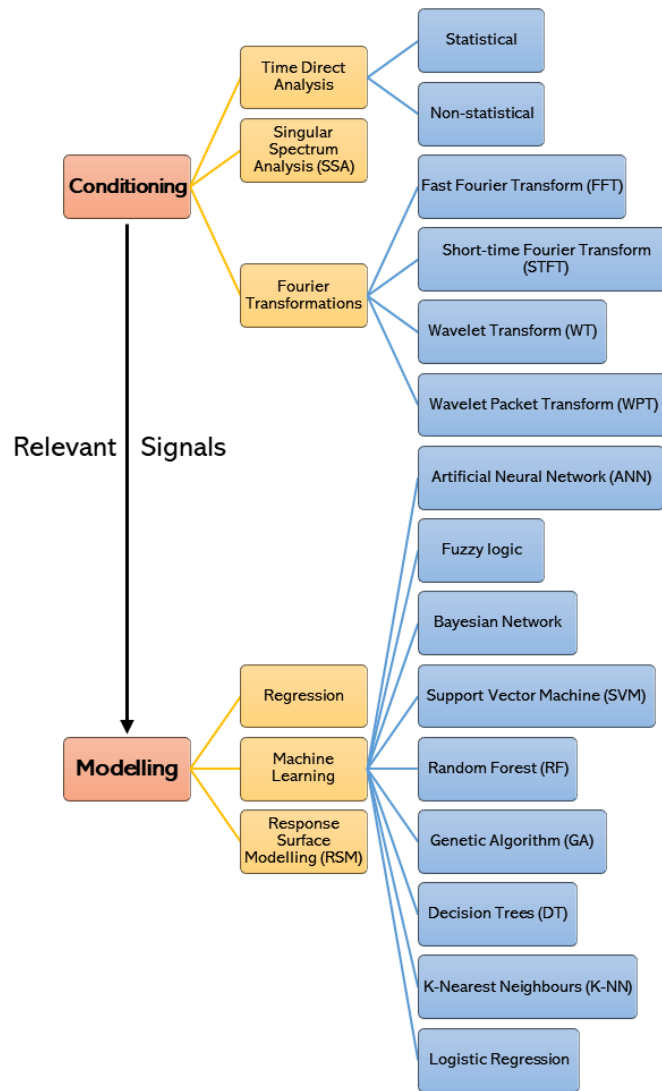 Statistical
Time Direct
Analysis
Non-statistical
Singular
Spectrum
Analysis (SSA)
Conditioning
Fast Fourier Transform (FFT)
Short-time Fourier Transform
(STFT)
Fourier
Transformations
Wavelet Transform (WT)
Wavelet Packet Transform (WPT)
Relevant Signals
Artificial Neural Network (ANN)
Fuzzy logic
Bayesian Network
Regression
Support Vector Machine (SVM)
Modelling
Machine
Learning
Random Forest (RF)
Response
Surface
Modelling (RSM)
Genetic Algorithm (GA)
Decision Trees (DT)
K-Nearest Neighbours (K-NN)
Logistic Regression